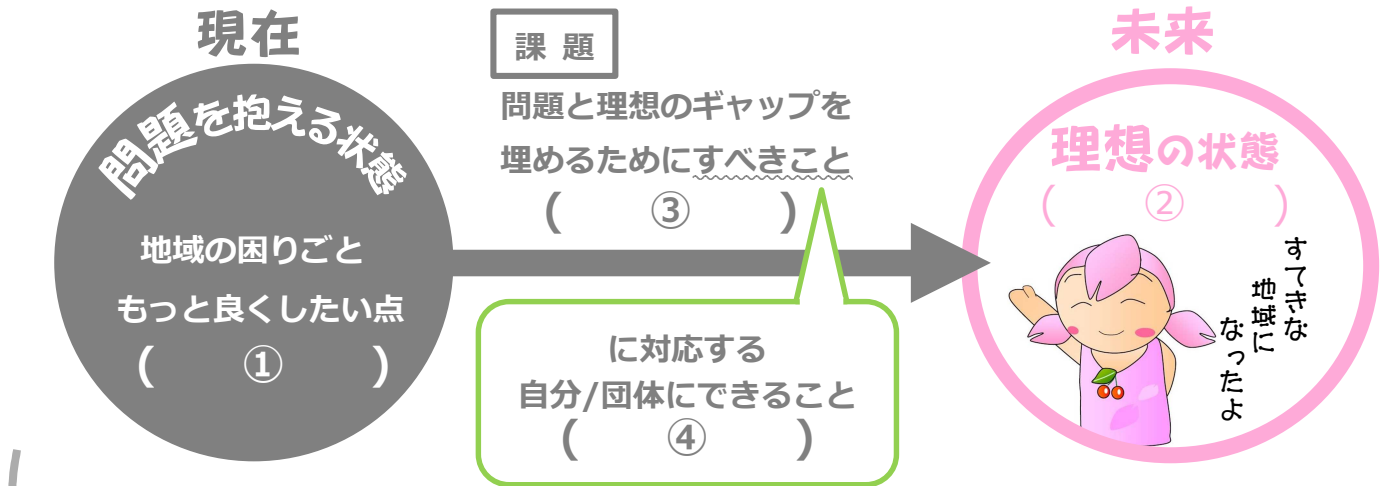 現在
問題を抱える状態
地域の困りごと
もっと良くしたい点
( ① )
課 題
問題と理想のギャップを
埋めるためにすべきこと
( ③ )
に対応する
自分/団体にできること
( ④ )
未来
理想の状態
( ② )
すてきな
地域に
なったよ